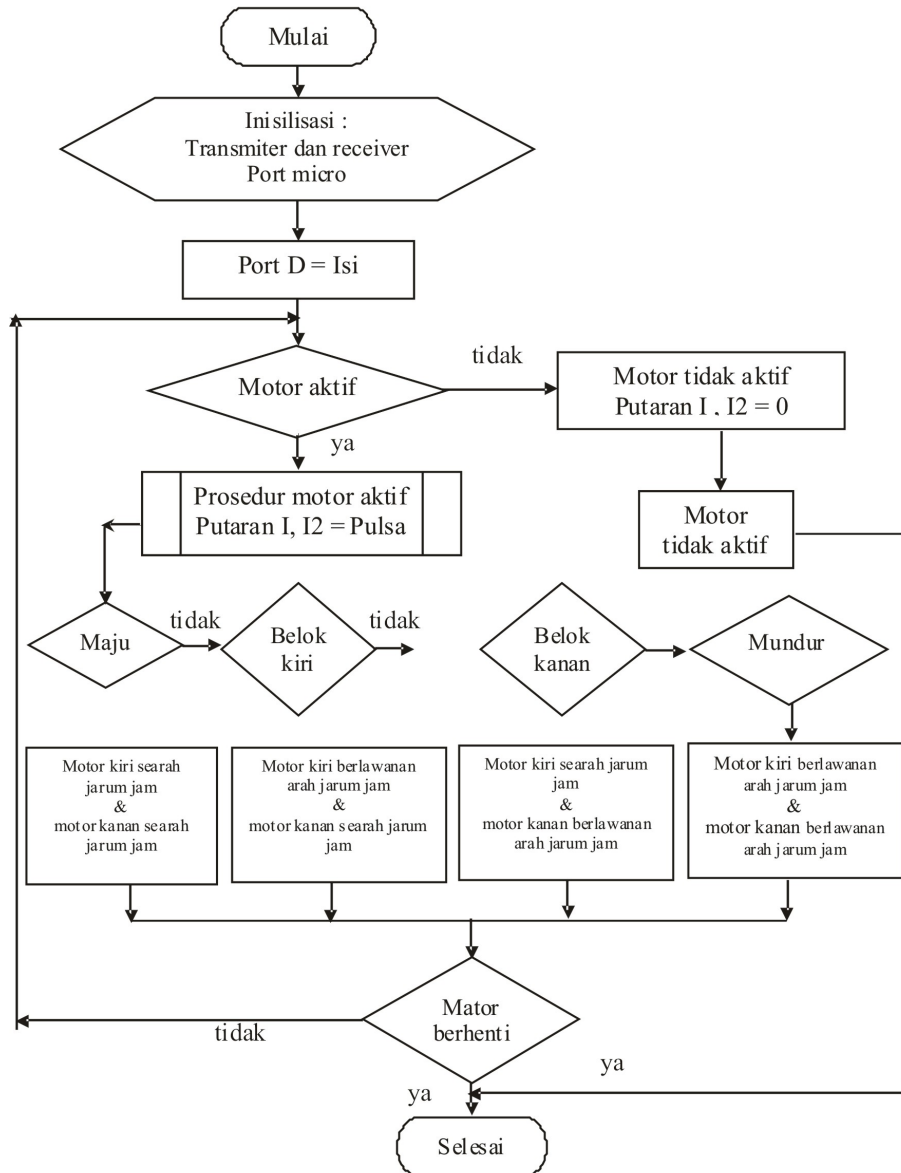 Mulai
Inisilisasi :
Transmiter dan receiver
Port micro
Port D = Isi
Motor aktif
tidak
Motor tidak aktif
Putaran I , I2 = 0
ya
Prosedur motor aktif
Putaran I, I2 = Pulsa
Motor
tidak aktif
Maju
tidak
Belok
kiri
tidak
Belok
kanan
Mundur
Motor kiri searah
jarum jam
&
motor kanan searah
jarum jam
Motor kiri berlawanan
arah jarum jam
&
motor kanan searah jarum
jam
Motor kiri searah jarum
jam
&
motor kanan berlawanan
arah jarum jam
Motor kiri berlawanan
arah jarum jam
&
motor kanan berlawanan
arah jarum jam
Mator
berhenti
tidak
ya
ya
Selesai